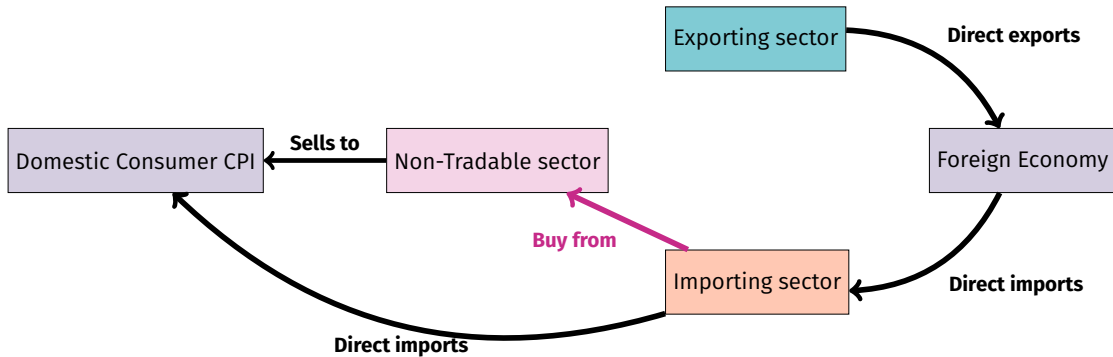 Exporting sector
Direct exports
Domestic Consumer CPI
Sells to
Non-Tradable sector
Foreign Economy
Buy from
Importing sector
Direct imports
Direct imports